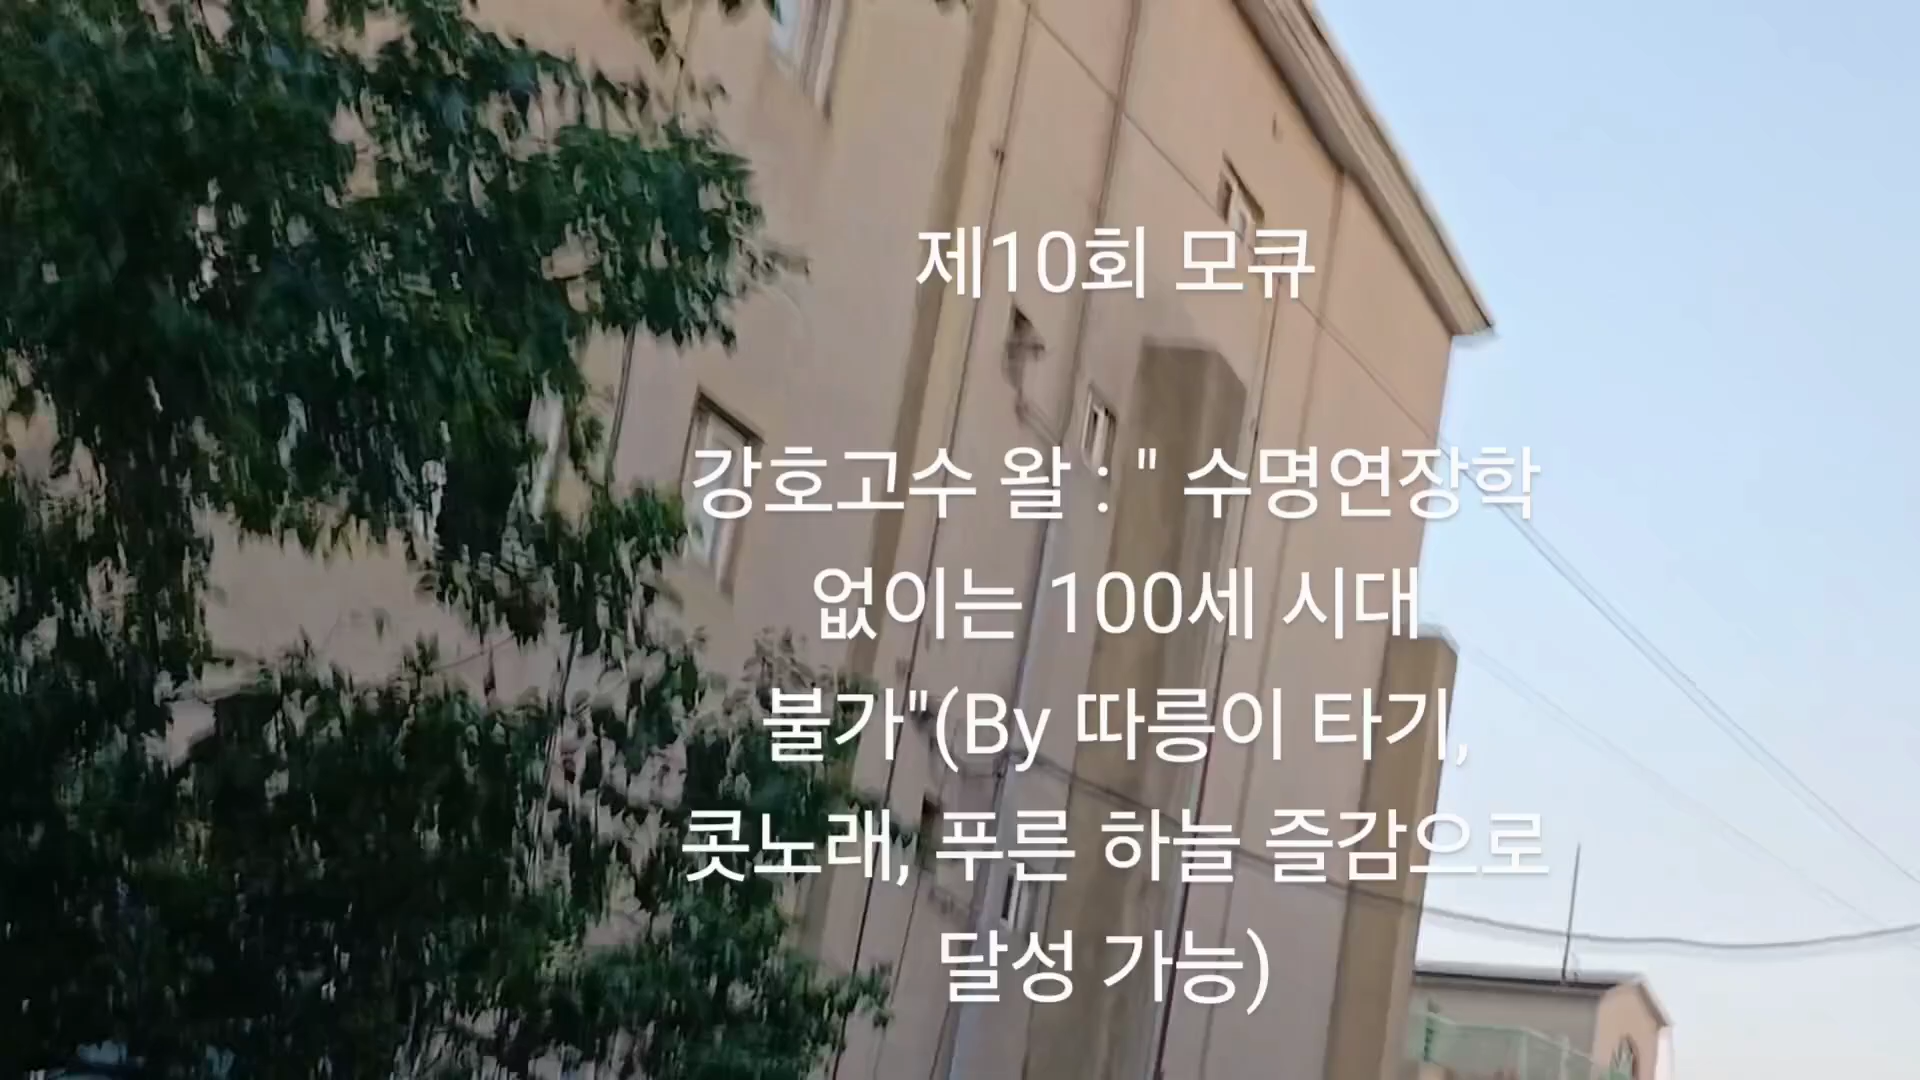 제10회 모큐
강호고수 왈 : " 수명연장학
없이는 100세 시대
불가"(By 따릉이 타기,
콧노래, 푸른 하늘 즐감으로
달성 가능)